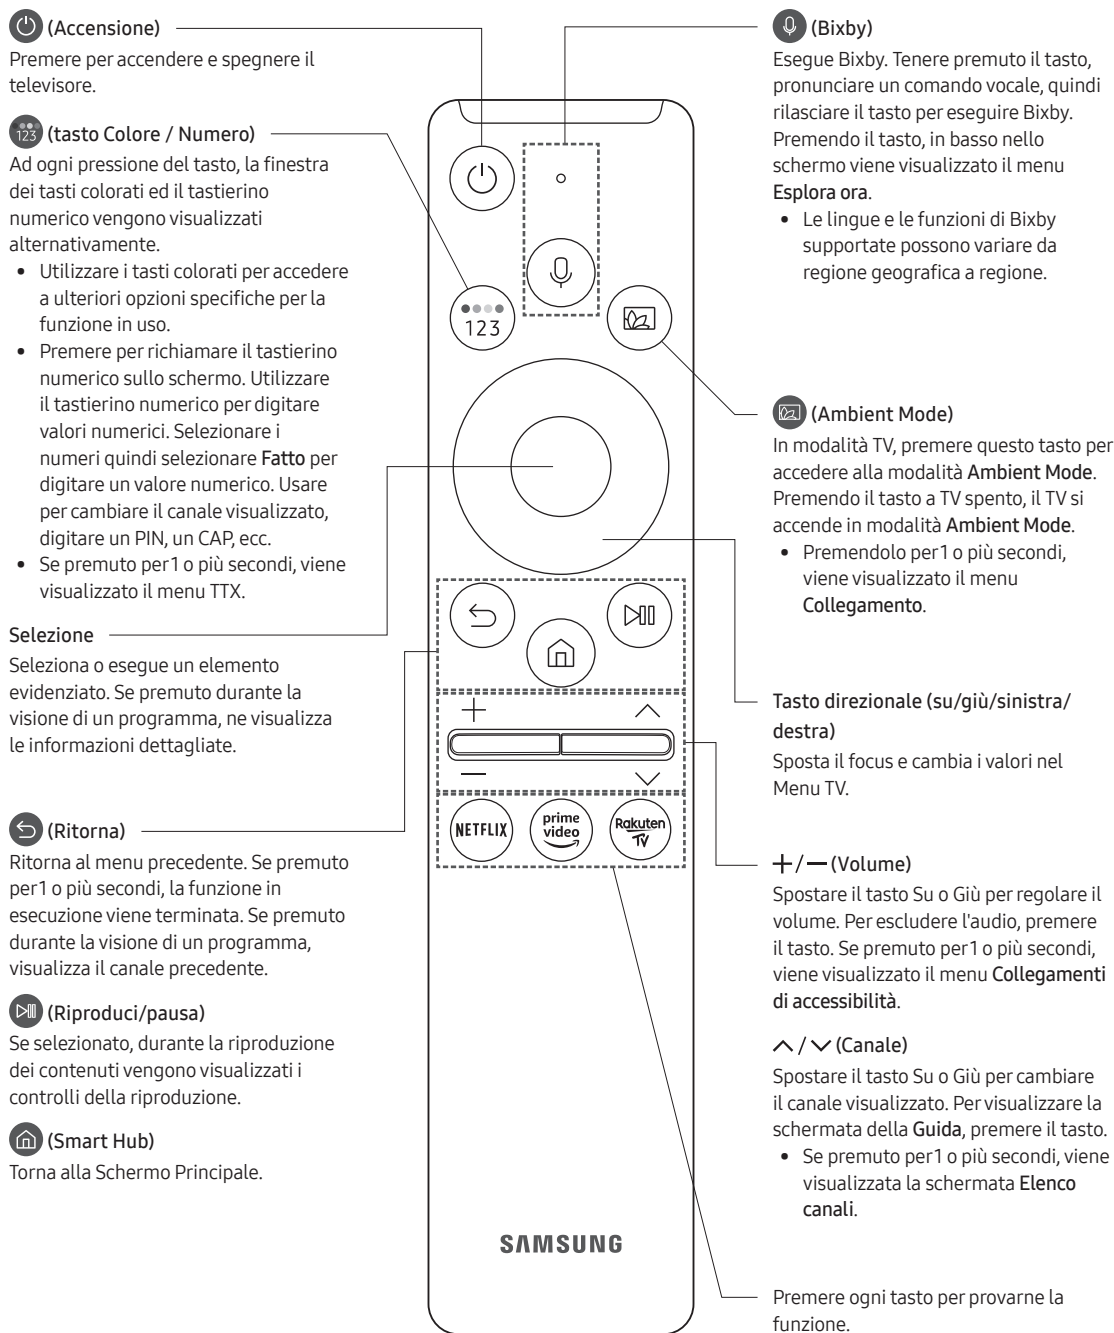 (Accensione)
Premere per accendere e spegnere il
televisore.
123 (tasto Colore / Numero)
Ad ogni pressione del tasto, la finestra
dei tasti colorati ed il tastierino
numerico vengono visualizzati
alternativamente.
• Utilizzare i tasti colorati per accedere
a ulteriori opzioni specifiche per la
funzione in uso.
• Premere per richiamare il tastierino
numerico sullo schermo. Utilizzare
il tastierino numerico per digitare
valori numerici. Selezionare i
numeri quindi selezionare Fatto per
digitare un valore numerico. Usare
per cambiare il canale visualizzato,
digitare un PIN, un CAP, ecc.
• Se premuto per1 o più secondi, viene
visualizzato il menu TTX.
Selezione
Seleziona o esegue un elemento
evidenziato. Se premuto durante la
visione di un programma, ne visualizza
le informazioni dettagliate.
(Ritorna)
Ritorna al menu precedente. Se premuto
per1 o più secondi, la funzione in
esecuzione viene terminata. Se premuto
durante la visione di un programma,
visualizza il canale precedente.
(Riproduci/pausa)
Se selezionato, durante la riproduzione
dei contenuti vengono visualizzati i
controlli della riproduzione.
(Smart Hub)
Torna alla Schermo Principale.
123
+
−
NETFLIX
prime
video
Rakuten
TV
SAMSUNG
(Bixby)
Esegue Bixby. Tenere premuto il tasto,
pronunciare un comando vocale, quindi
rilasciare il tasto per eseguire Bixby.
Premendo il tasto, in basso nello
schermo viene visualizzato il menu
Esplora ora.
• Le lingue e le funzioni di Bixby
supportate possono variare da
regione geografica a regione.
(Ambient Mode)
In modalità TV, premere questo tasto per
accedere alla modalità Ambient Mode.
Premendo il tasto a TV spento, il TV si
accende in modalità Ambient Mode.
• Premendolo per1 o più secondi,
viene visualizzato il menu
Collegamento.
Tasto direzionale (su/giù/sinistra/
destra)
Sposta il focus e cambia i valori nel
Menu TV.
+/− (Volume)
Spostare il tasto Su o Giù per regolare il
volume. Per escludere l'audio, premere
il tasto. Se premuto per1 o più secondi,
viene visualizzato il menu Collegamenti
di accessibilità.
/ (Canale)
Spostare il tasto Su o Giù per cambiare
il canale visualizzato. Per visualizzare la
schermata della Guida, premere il tasto.
• Se premuto per1 o più secondi, viene
visualizzata la schermata Elenco
canali.
Premere ogni tasto per provarne la
funzione.